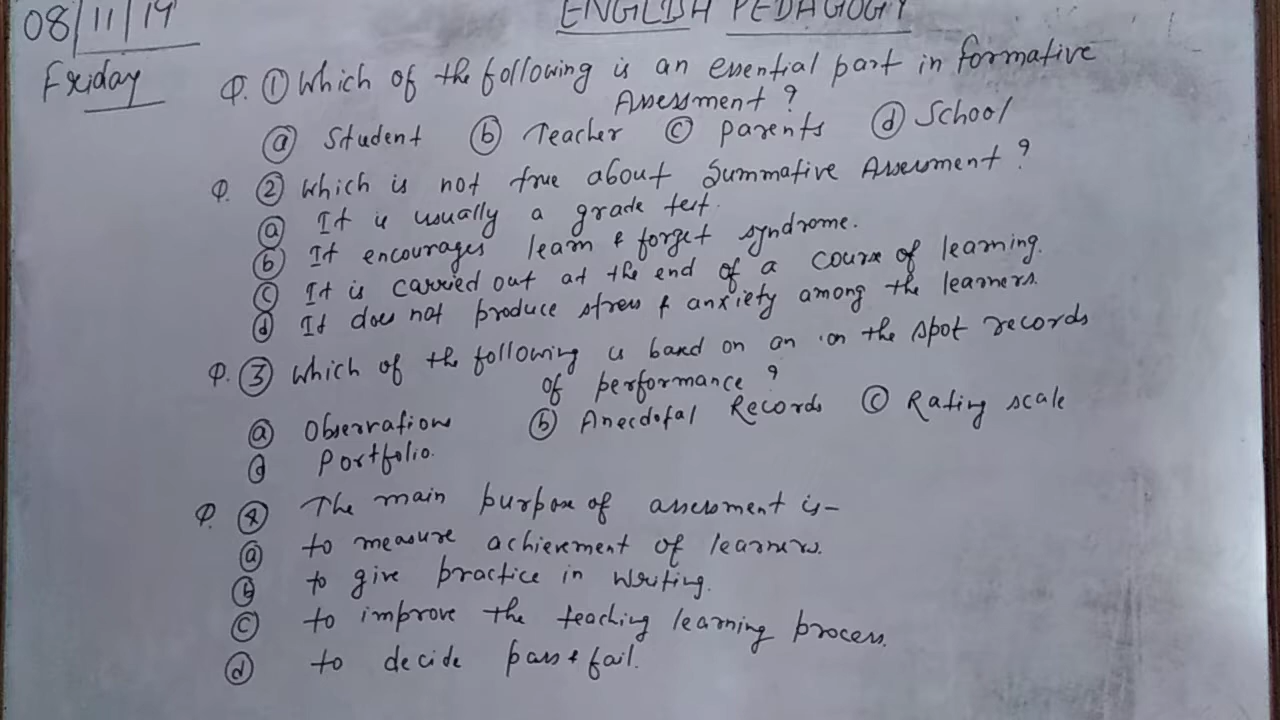 08/11/19 ENGLISH PEDAGOGY
Friday
Q. ① Which of the following is an essential part in formative
Assessment ?
ⓐ Student ⓑ Teacher ⓒ parents ⓓ School
Q. ② Which is not true about Summative Assessment ?
ⓐ It is usually a grade test.
ⓑ It encourages learn & forget syndrome.
ⓒ It is carried out at the end of a course of learning.
ⓓ It does not produce stress & anxiety among the learners.
Q. ③ Which of the following is based on an on the spot records
of performance ?
ⓐ Observations ⓑ Anecdotal Records ⓒ Rating scale
ⓓ Portfolio.
Q. ④ The main purpose of assessment is-
ⓐ to measure achievement of learners.
ⓑ to give practice in writing.
ⓒ to improve the teaching learning process.
ⓓ to decide pass & fail.